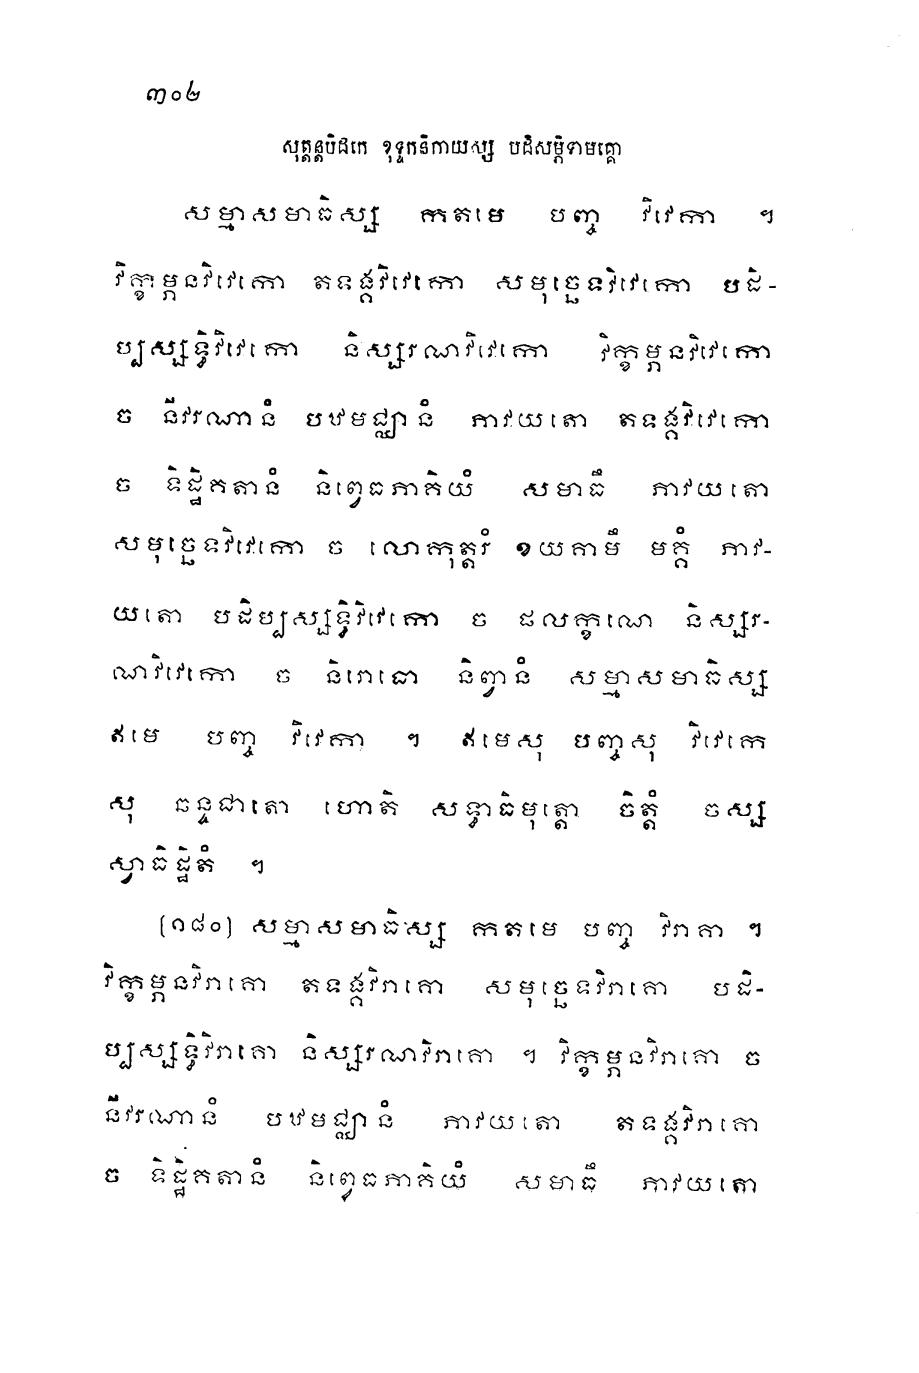 ៣០២
សុត្តន្តបិដកេ ខុទ្ទកនិកាយស្ស បដិសម្ភិទាមគ្គោ
សម្មាសមាធិស្ស កតមេ បញ្ច វិវេកា ។
វិក្ខម្ភនវិវេកោ តទង្គវិវេកោ សមុច្ឆេទវិវេកោ បដិ-
ប្បស្សទ្ធិវិវេកោ និស្សរណវិវេកោ វិក្ខម្ភនវិវេកោ
ច នីវរណានំ បឋមជ្ឈានំ ភាវយតោ តទង្គវិវេកោ
ច ទិដ្ឋិគតានំ និព្វេធភាគិយំ សមាធឹ ភាវយតោ
សមុច្ឆេទវិវេកោ ច លោកុត្តរំ ខយគាមឹ មគ្គំ ភាវ-
យតោ បដិប្បស្សទ្ធិវិវេកោ ច ផលក្ខណេ និស្សរ-
ណវិវេកោ ច និរោធោ និព្វានំ សម្មាសមាធិស្ស
ឥមេ បញ្ច វិវេកា ។ ឥមេសុ បញ្ចសុ វិវេកេ
សុ ឆន្ទជាតោ ហោតិ សទ្ធាធិមុត្តោ ចិត្តំ ចស្ស
ស្វាធិដ្ឋិតំ ។
(១៨០) សម្មាសមាធិស្ស កតមេ បញ្ច វិរាគា ។
វិក្ខម្ភនវិរាគោ តទង្គវិរាគោ សមុច្ឆេទវិរាគោ បដិ-
ប្បស្សទ្ធិវិរាគោ និស្សរណវិរាគោ ។ វិក្ខម្ភនវិរាគោ ច
នីវរណានំ បឋមជ្ឈានំ ភាវយតោ តទង្គវិរាគោ
ច ទិដ្ឋិគតានំ និព្វេធភាគិយំ សមាធឹ ភាវយតោ